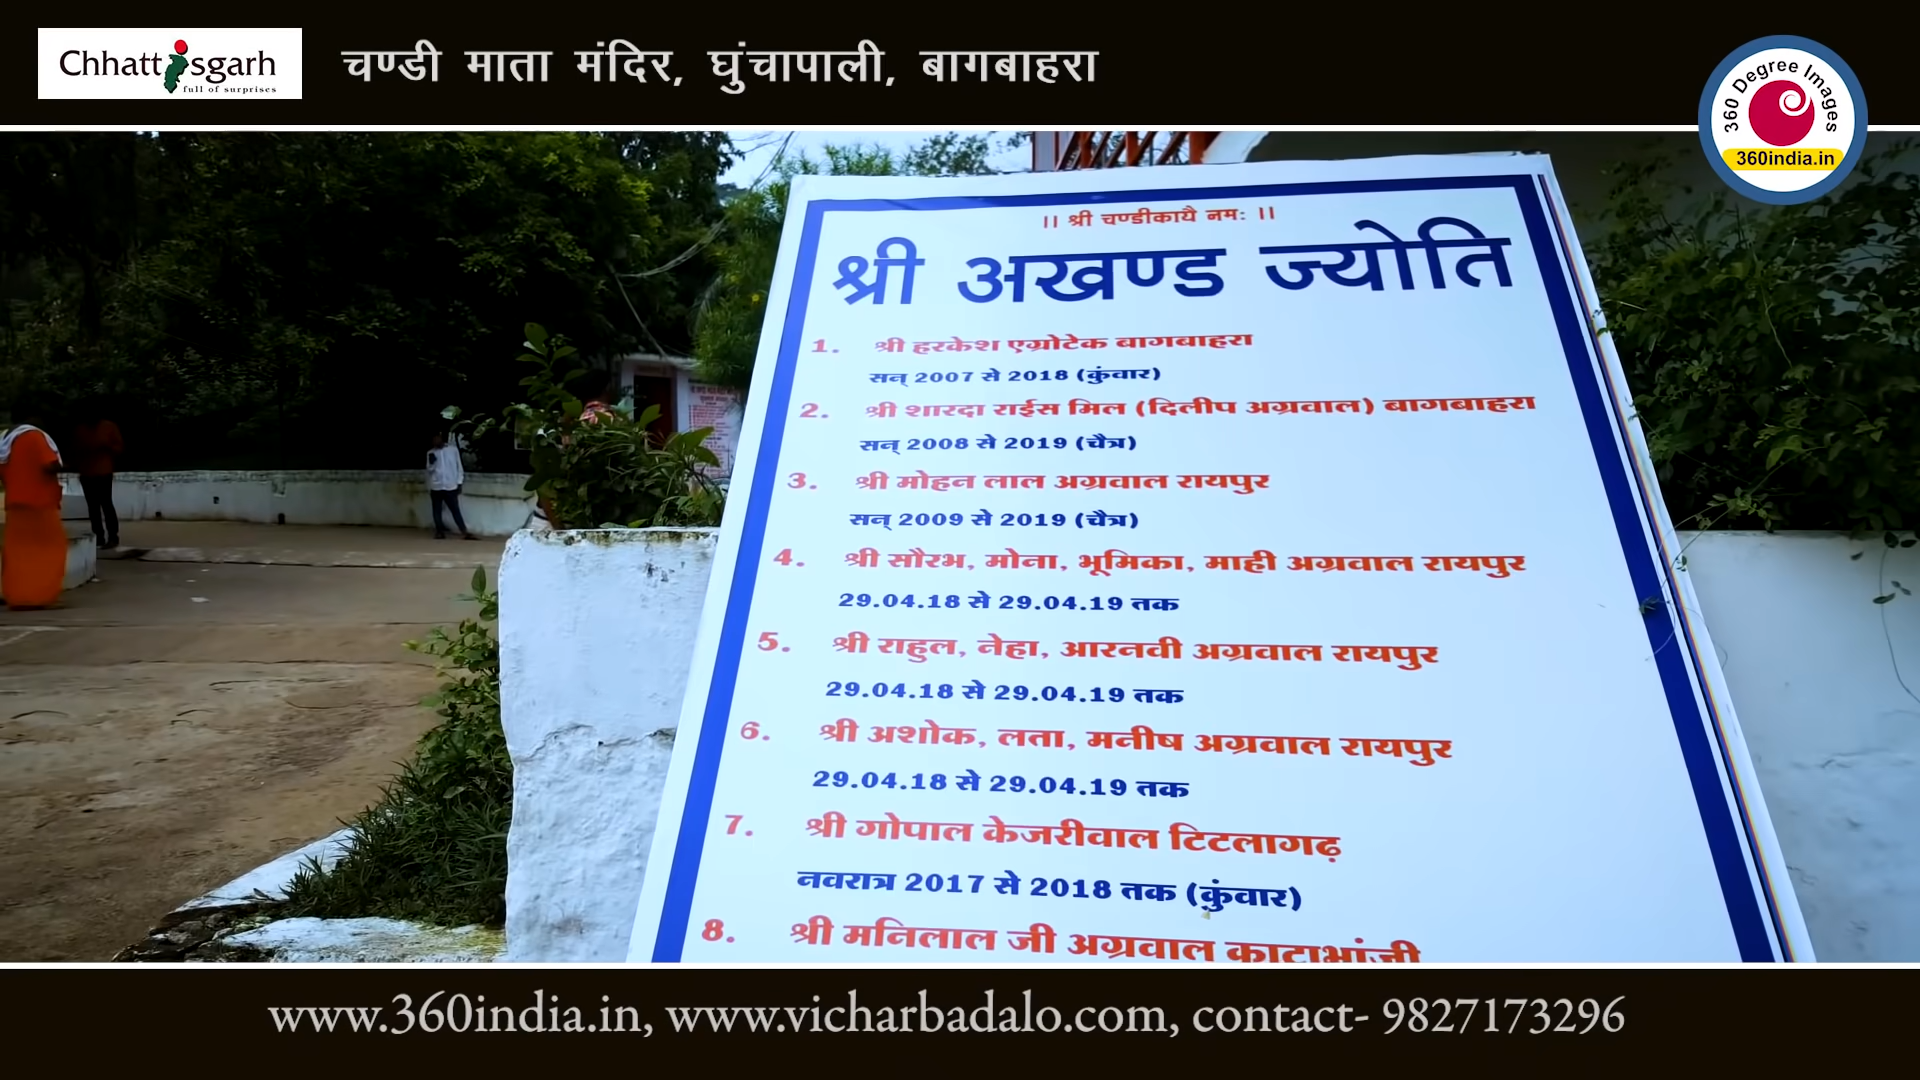 Chhattisgarh
full of surprises
चण्डी माता मंदिर, घुंचापाली, बागबाहरा
360 Degree Images
360india.in
।। श्री चण्डीकायै नमः ।।
श्री अखण्ड ज्योति
1. श्री हरकेश एग्रोटेक बागबाहरा
सन् 2007 से 2018 (कुंवार)
2. श्री शारदा राईस मिल (दिलीप अग्रवाल) बागबाहरा
सन् 2008 से 2019 (चैत्र)
3. श्री मोहन लाल अग्रवाल रायपुर
सन् 2009 से 2019 (चैत्र)
4. श्री सौरभ, मोना, भूमिका, माही अग्रवाल रायपुर
29.04.18 से 29.04.19 तक
5. श्री राहुल, नेहा, आरनवी अग्रवाल रायपुर
29.04.18 से 29.04.19 तक
6. श्री अशोक, लता, मनीष अग्रवाल रायपुर
29.04.18 से 29.04.19 तक
7. श्री गोपाल केजरीवाल टिटलागढ़
नवरात्र 2017 से 2018 तक (कुंवार)
8. श्री मनिलाल जी अग्रवाल काटाभांजी
www.360india.in, www.vicharbadalo.com, contact- 9827173296